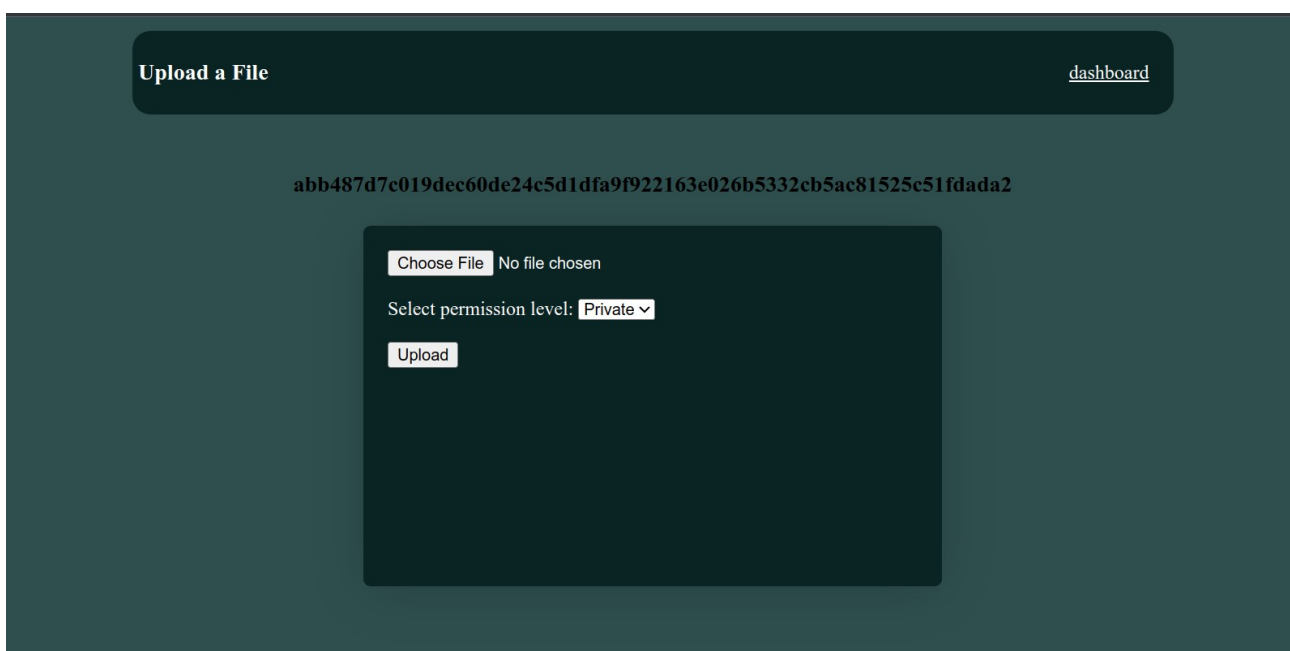 Upload a File
dashboard
abb487d7c019dec60de24c5d1dfa9f922163e026b5332cb5ac81525c51fdada2
Choose File No file chosen
Select permission level: Private
Upload